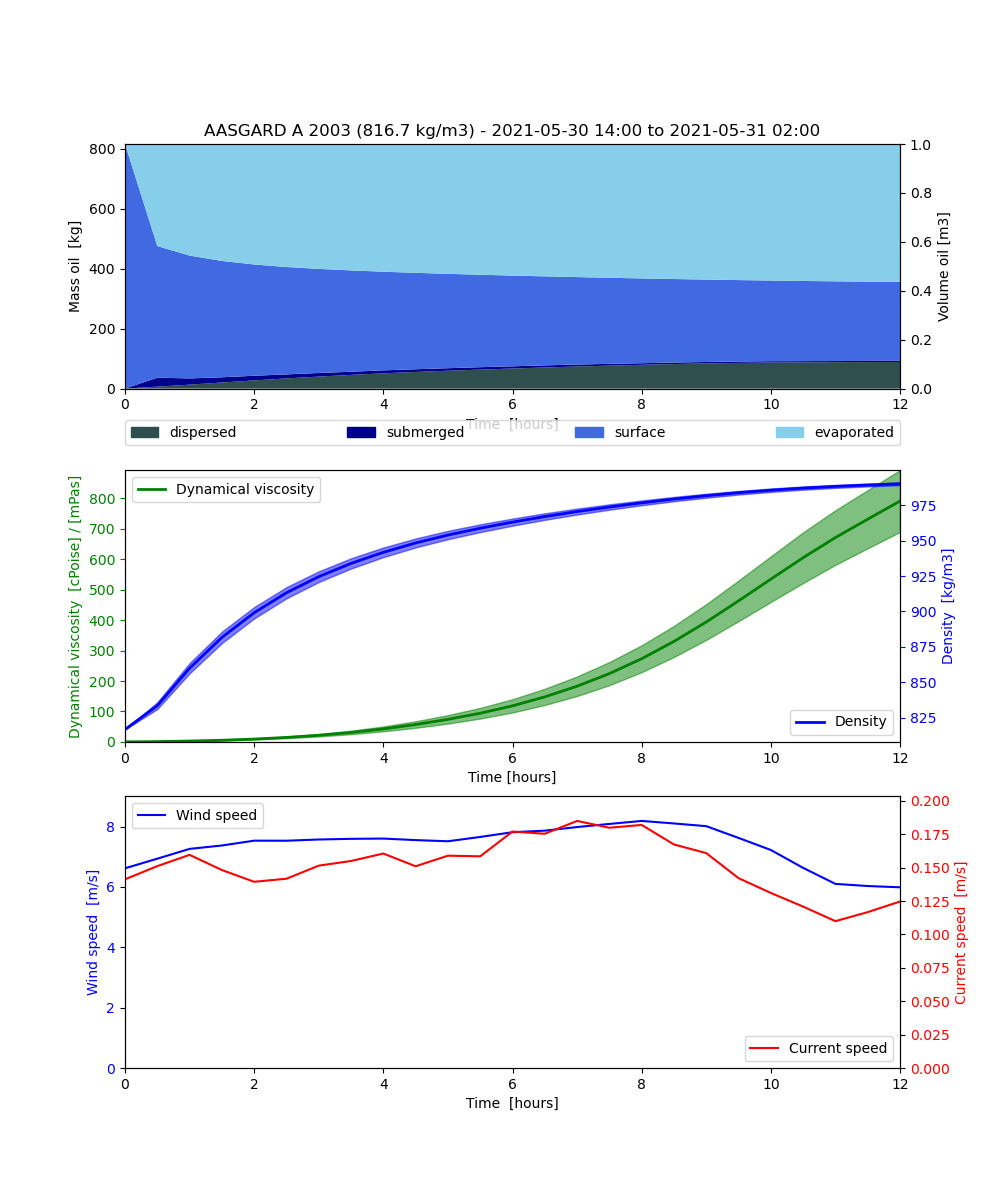 AASGARD A 2003 (816.7 kg/m3) - 2021-05-30 14:00 to 2021-05-31 02:00
800
600
400
200
0
Mass oil [kg]
1.0
0.8
0.6
0.4
0.2
0.0
Volume oil [m3]
0 2 4 6 8 10 12
Time [hours]
dispersed submerged surface evaporated
Dynamical viscosity
800
700
600
500
400
300
200
100
0
Dynamical viscosity [cPoise] / [mPas]
975
950
925
900
875
850
825
Density [kg/m3]
Density
0 2 4 6 8 10 12
Time [hours]
Wind speed
8
6
4
2
0
Wind speed [m/s]
0.200
0.175
0.150
0.125
0.100
0.075
0.050
0.025
0.000
Current speed [m/s]
Current speed
0 2 4 6 8 10 12
Time [hours]